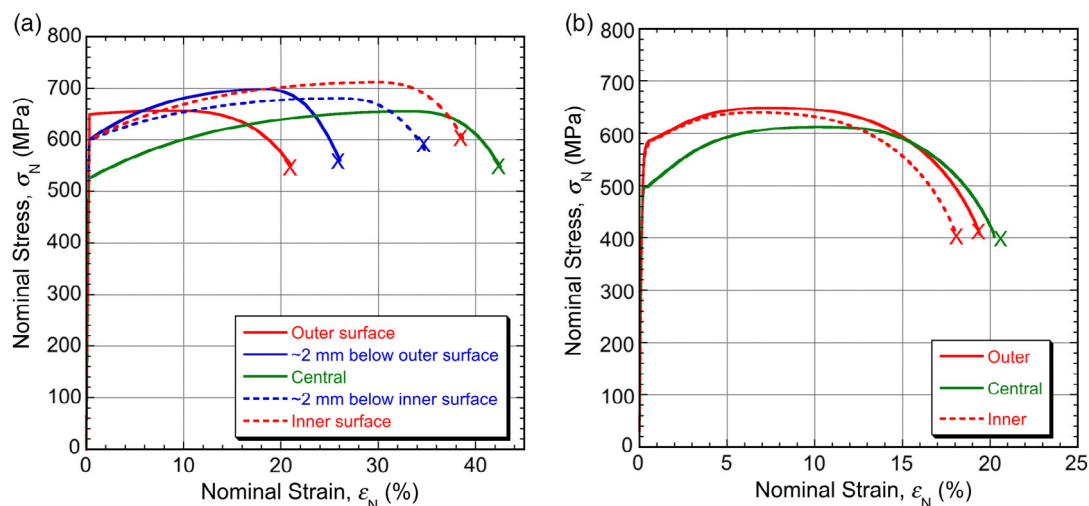 (a)
Nominal Stress, σN (MPa)
800
700
600
500
400
300
200
100
0
0
10
20
30
40
Nominal Strain, εN (%)
Outer surface
~2 mm below outer surface
Central
~2 mm below inner surface
Inner surface
(b)
Nominal Stress, σN (MPa)
800
700
600
500
400
300
200
100
0
0
5
10
15
20
25
Nominal Strain, εN (%)
Outer
Central
Inner